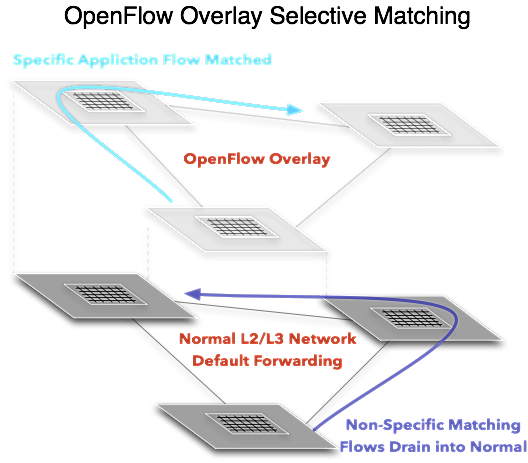 OpenFlow Overlay Selective Matching
Specific Appliction Flow Matched
OpenFlow Overlay
Normal L2/L3 Network
Default Forwarding
Non-Specific Matching
Flows Drain into Normal